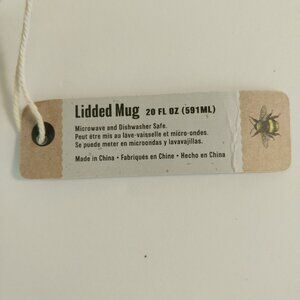 Lidded Mug 20 FL OZ (591ML)
Microwave and Dishwasher Safe.
Peut être mis au lave-vaisselle et micro-ondes.
Se puede meter en microondas y lavavajillas.
Made in China • Fabriqués en Chine • Hecho en China